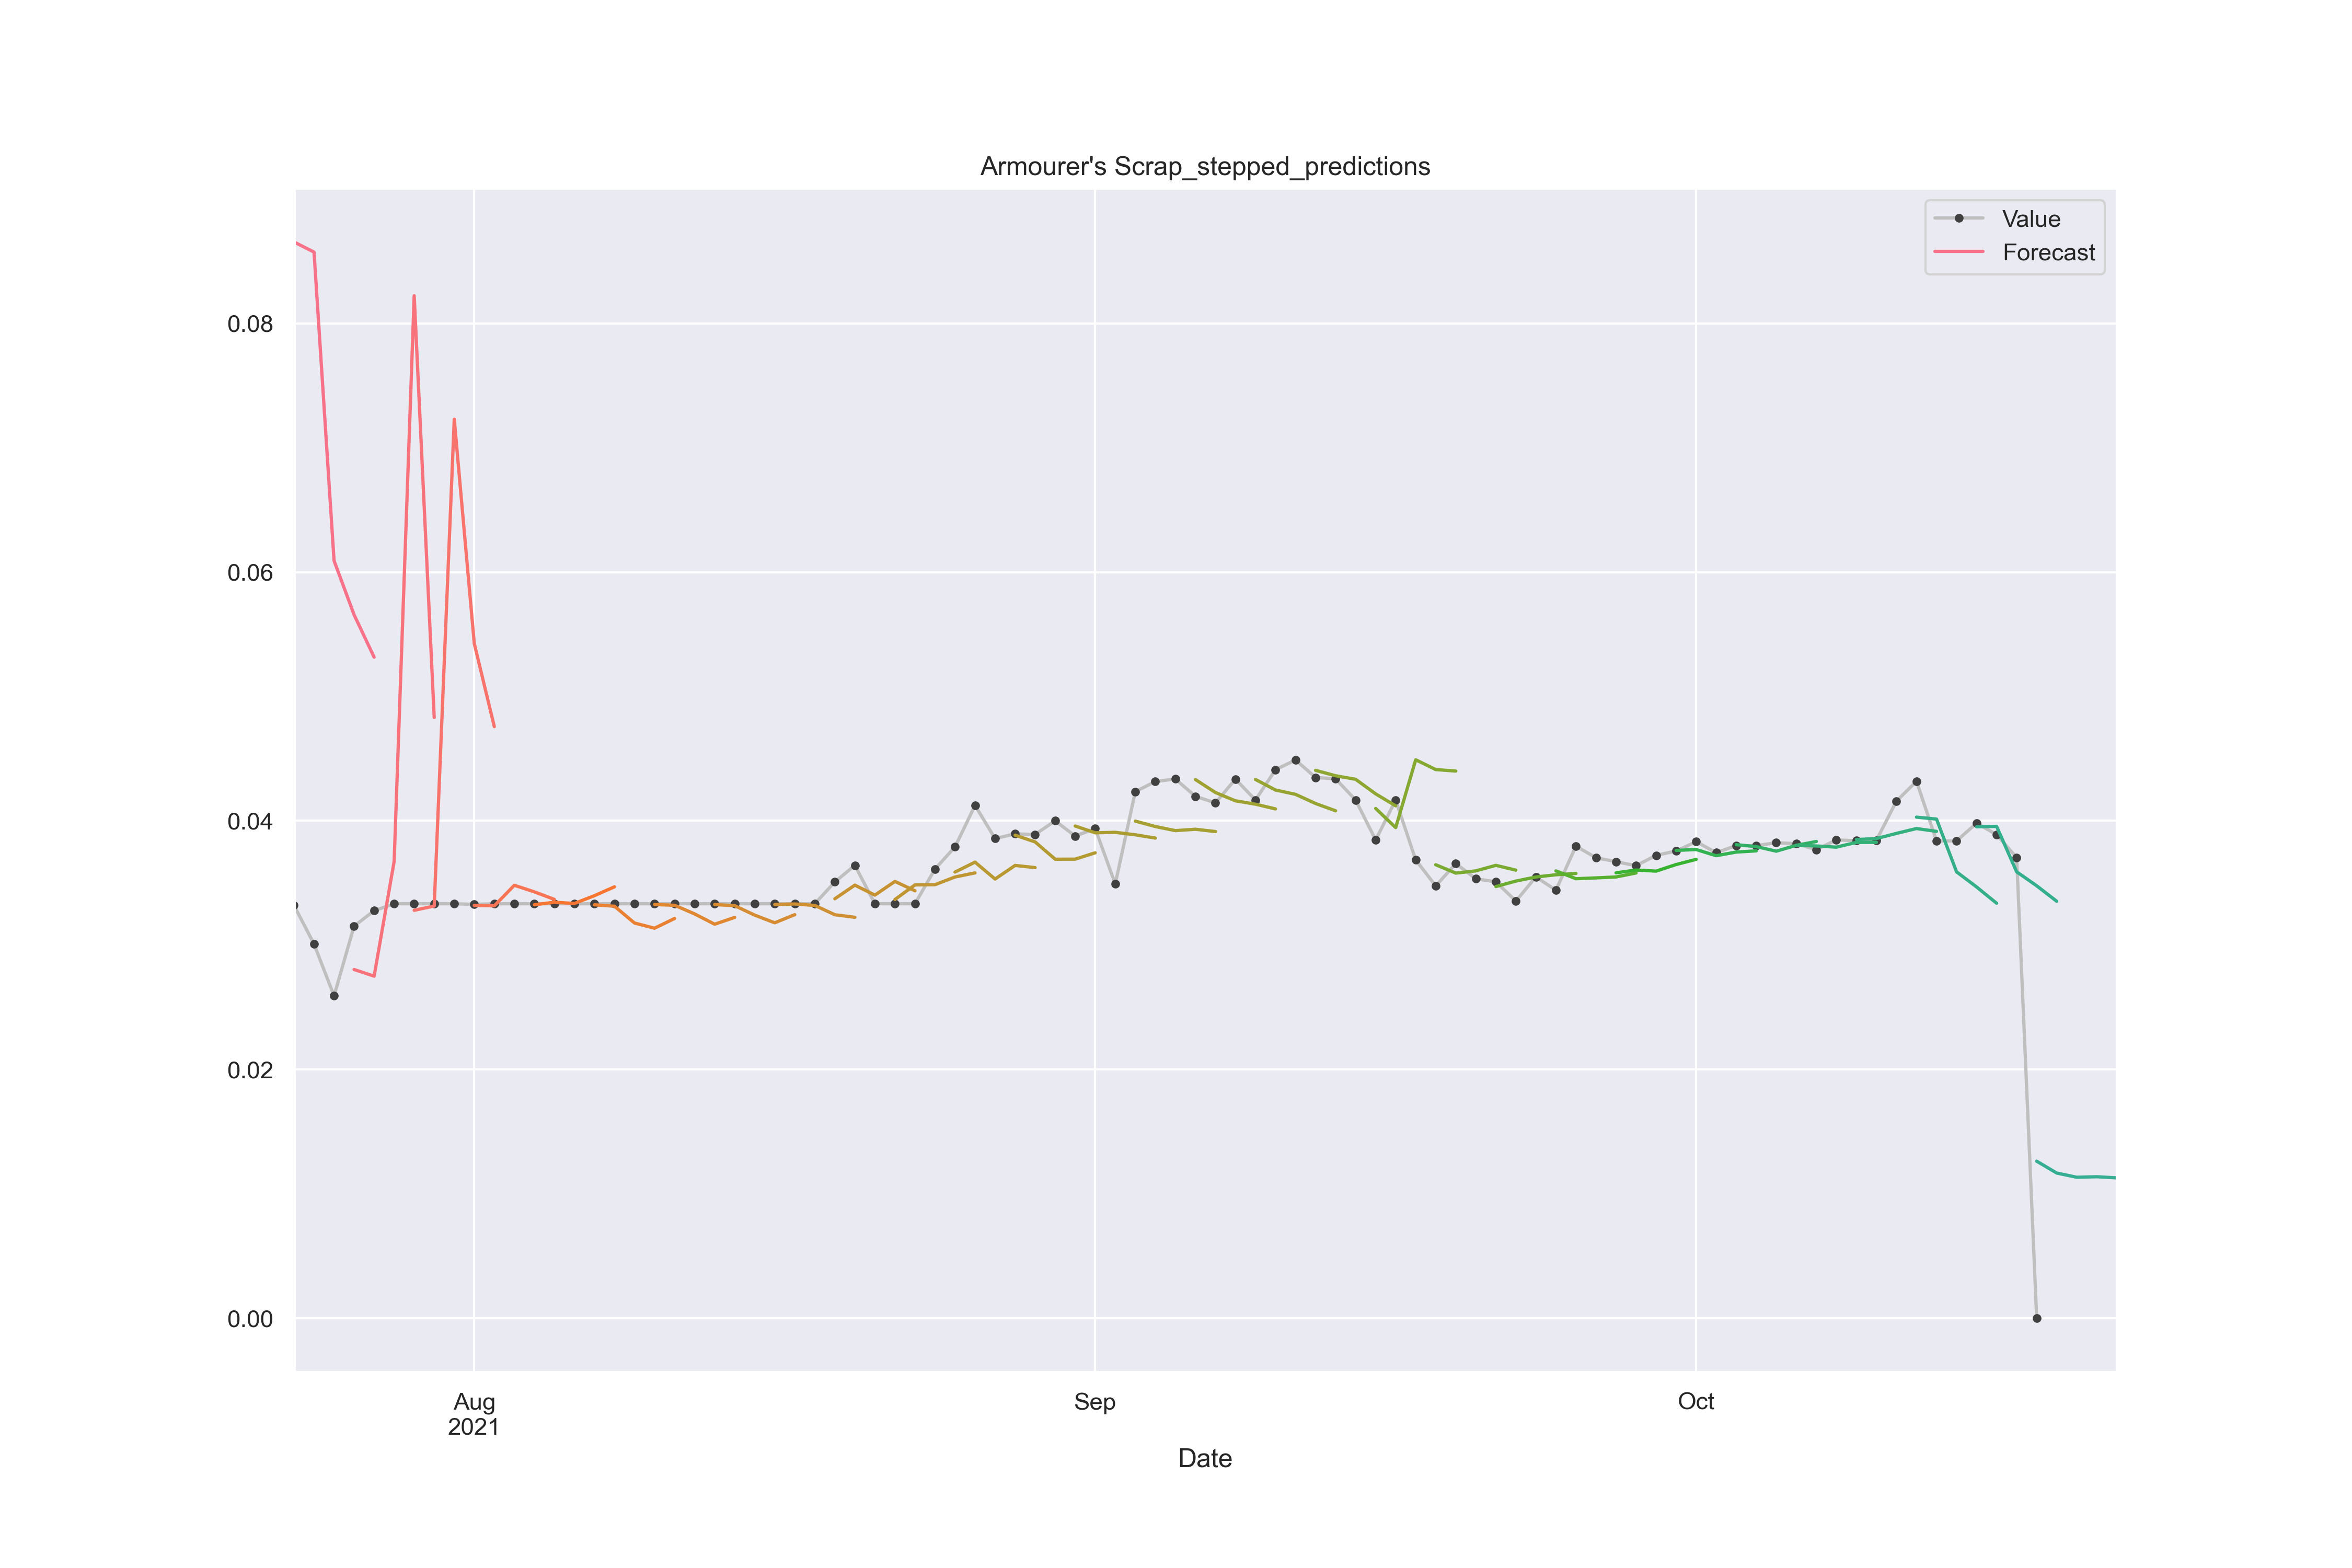 Armourer's Scrap_stepped_predictions
Value
Forecast
0.08
0.06
0.04
0.02
0.00
Aug
2021
Sep
Oct
Date